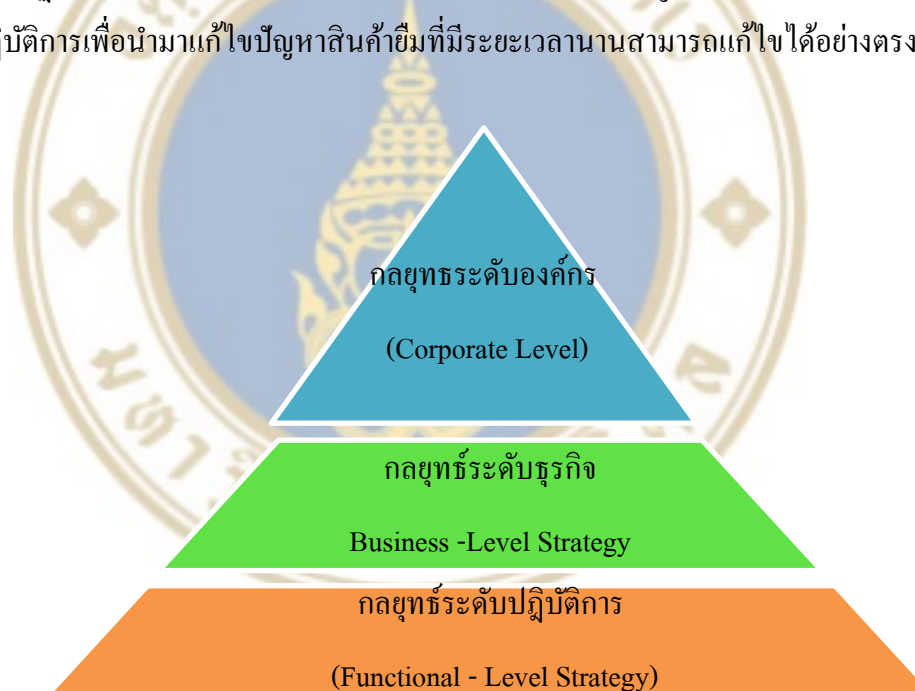 บัติการเพื่อนำมาแก้ไขปัญหาสินค้ายืมที่มีระยะเวลานานสามารถแก้ไขได้อย่างตรง
กลยุทธระดับองค์กร
(Corporate Level)
กลยุทธ์ระดับธุรกิจ
Business -Level Strategy
กลยุทธ์ระดับปฎิบัติการ
(Functional - Level Strategy)